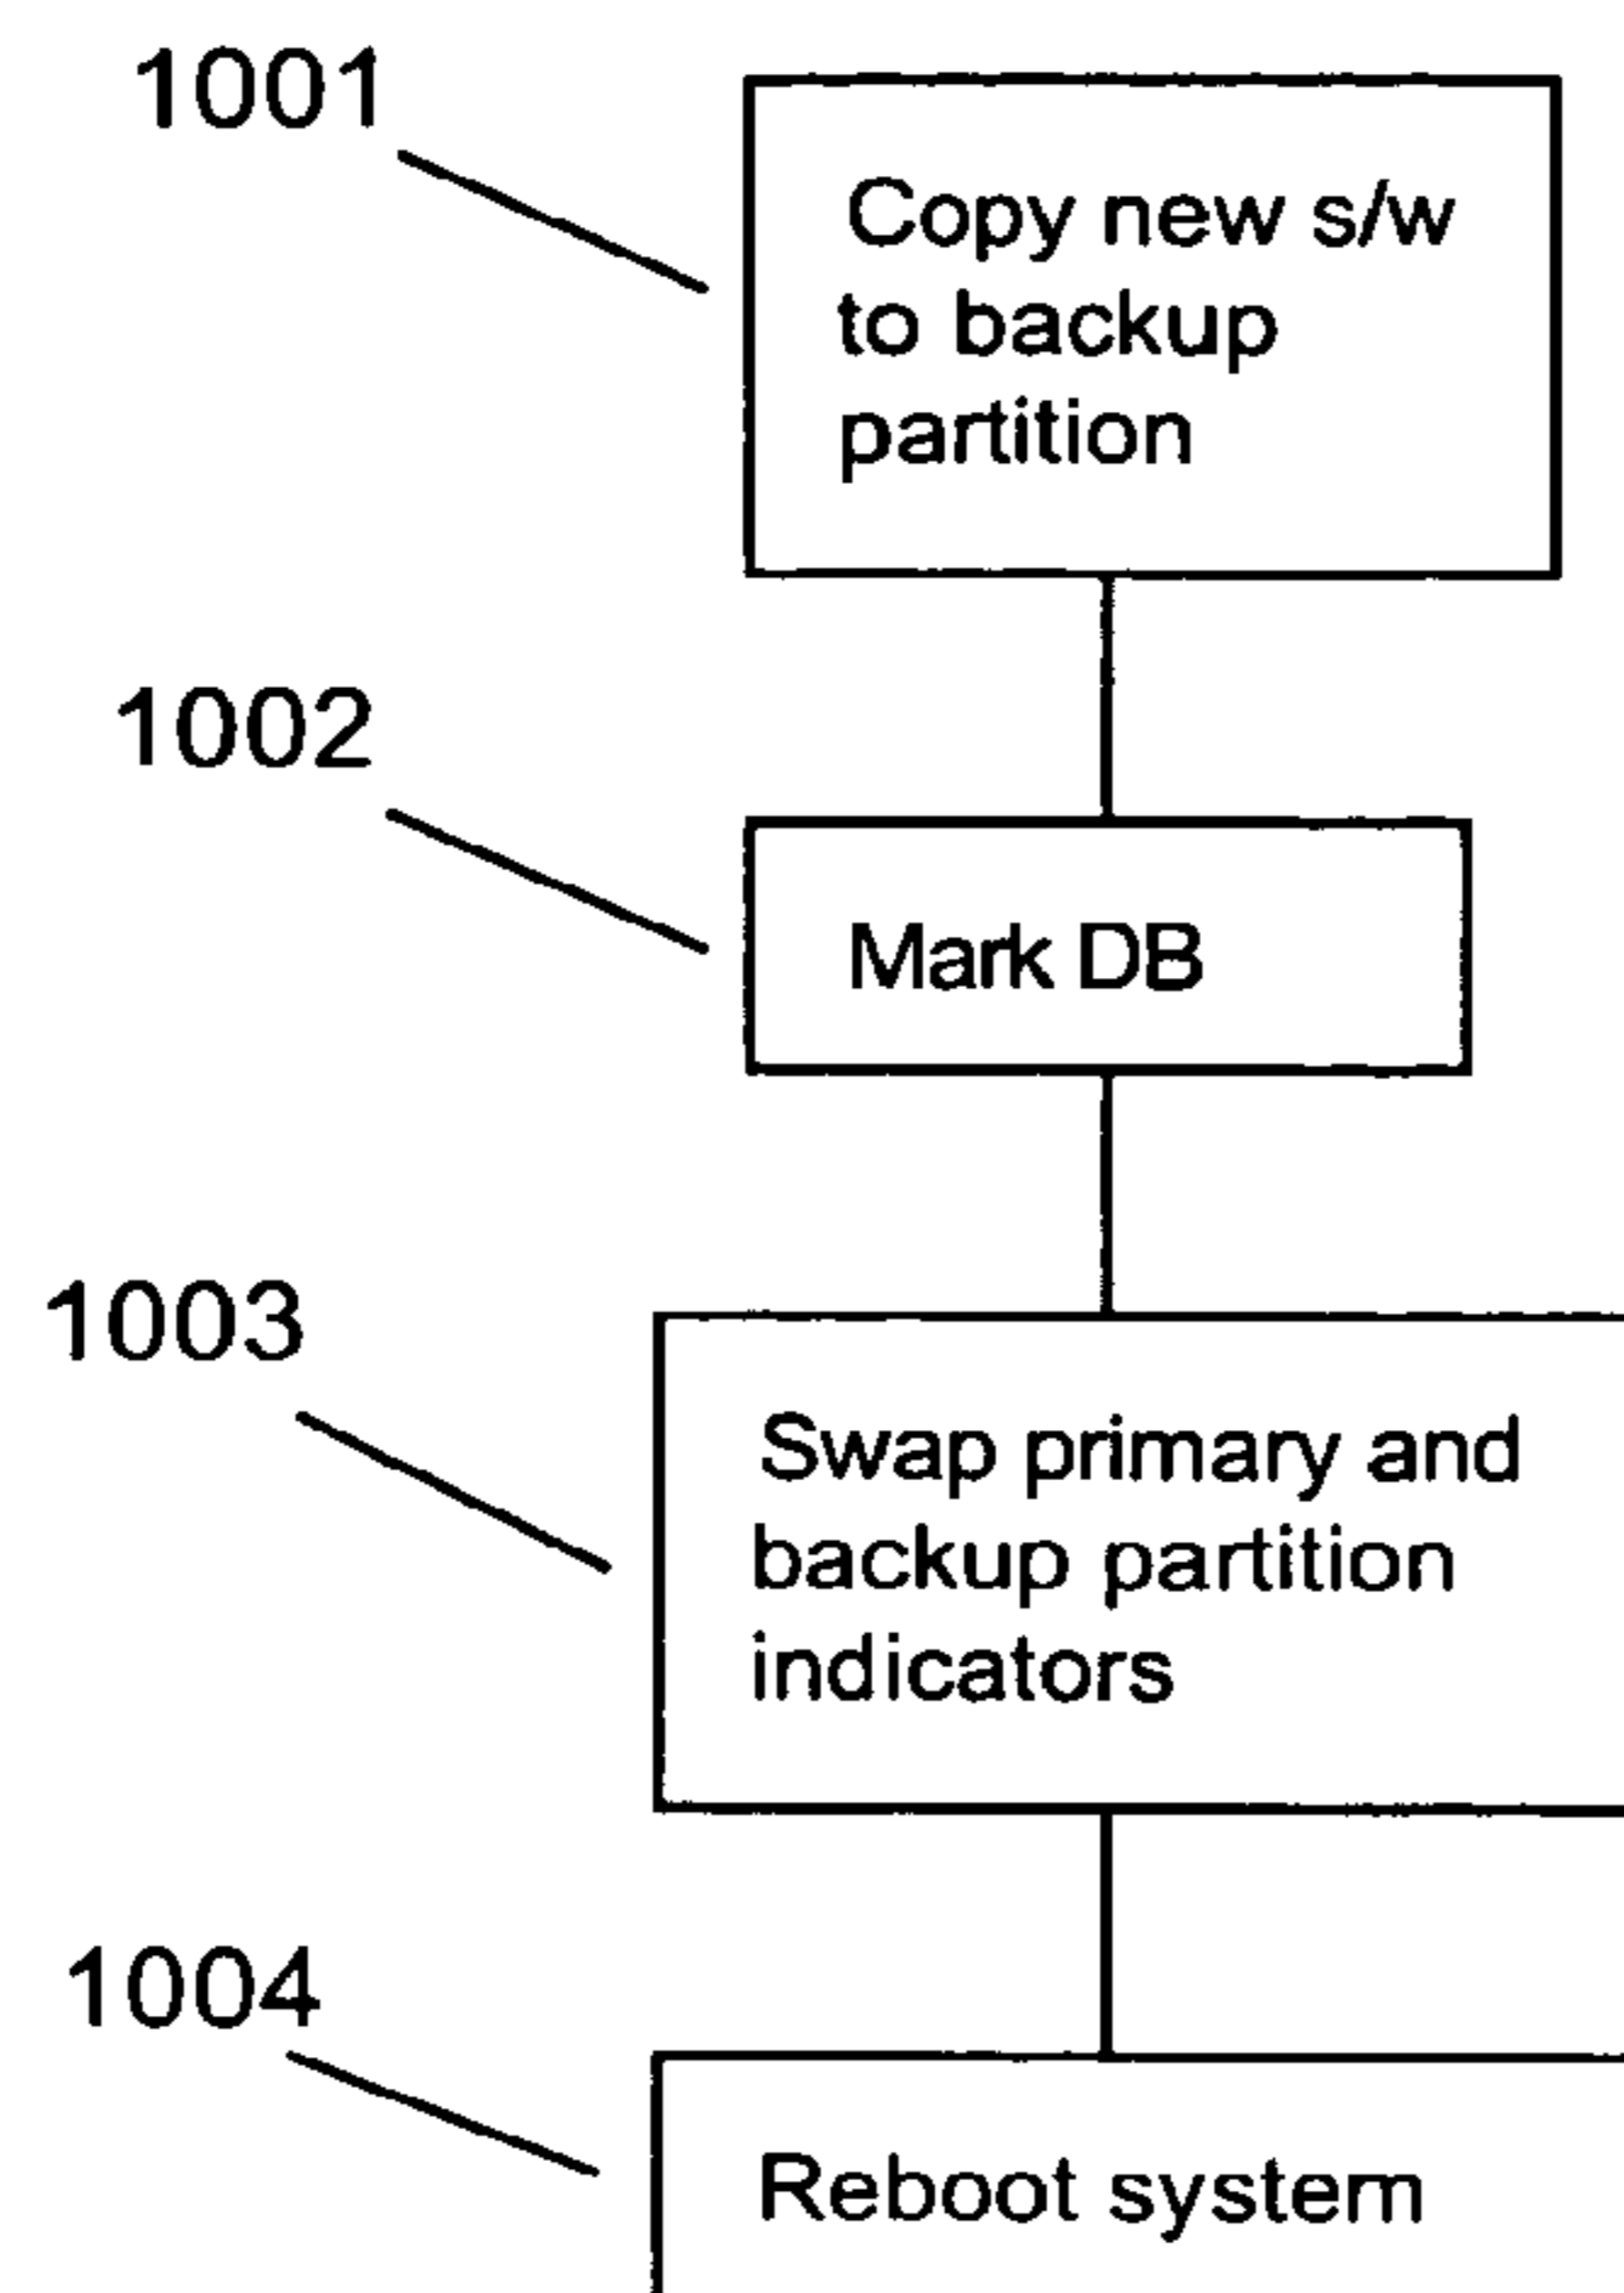 1001
Copy new s/w
to backup
partition
1002
Mark DB
1003
Swap primary and
backup partition
indicators
1004
Reboot system